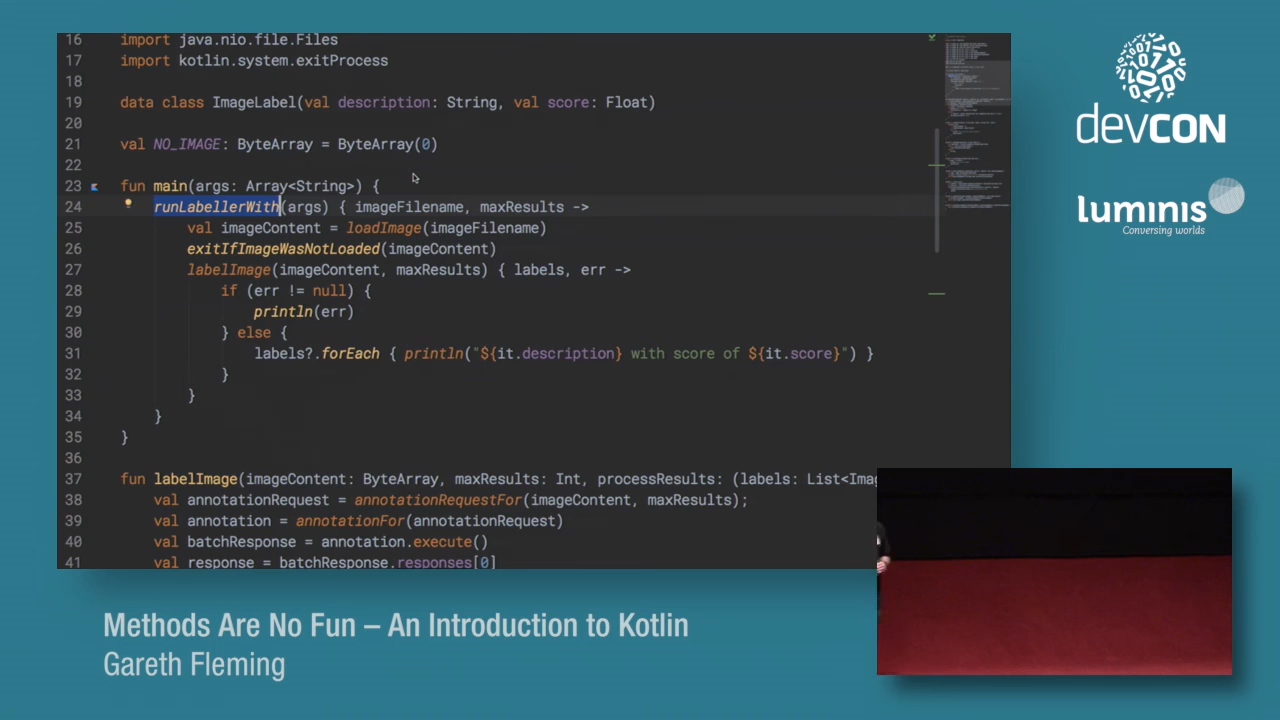 16 import java.nio.file.Files
17 import kotlin.system.exitProcess
18
19 data class ImageLabel(val description: String, val score: Float)
20
21 val NO_IMAGE: ByteArray = ByteArray(0)
22
23 fun main(args: Array<String>) {
24 runLabellerWith(args) { imageFilename, maxResults ->
25 val imageContent = loadImage(imageFilename)
26 exitIfImageWasNotLoaded(imageContent)
27 labelImage(imageContent, maxResults) { labels, err ->
28 if (err != null) {
29 println(err)
30 } else {
31 labels?.forEach { println("${it.description} with score of ${it.score}") }
32 }
33 }
34 }
35 }
36
37 fun labelImage(imageContent: ByteArray, maxResults: Int, processResults: (labels: List<Imag
38 val annotationRequest = annotationRequestFor(imageContent, maxResults);
39 val annotation = annotationFor(annotationRequest)
40 val batchResponse = annotation.execute()
41 val response = batchResponse.responses[0]
devCON
luminis
Conversing worlds
Methods Are No Fun – An Introduction to Kotlin
Gareth Fleming